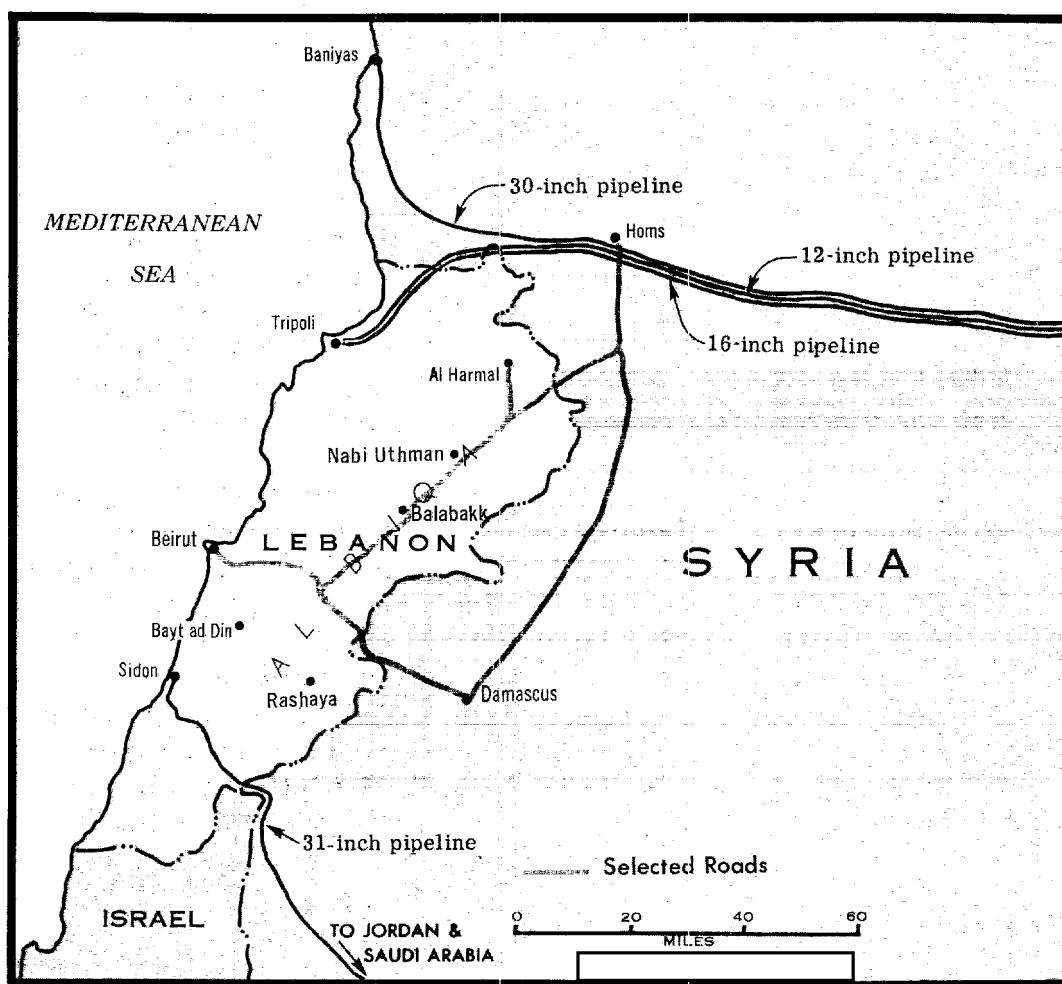 Baniyas
30-inch pipeline
MEDITERRANEAN
SEA
Homs
12-inch pipeline
Tripoli
16-inch pipeline
Al Harmal
Nabi Uthman
Balabakk
Beirut
LEBANON
SYRIA
AL BIQA
Bayt ad Din
Sidon
Rashaya
Damascus
31-inch pipeline
Selected Roads
ISRAEL
TO JORDAN &
SAUDI ARABIA
0 20 40 60
MILES